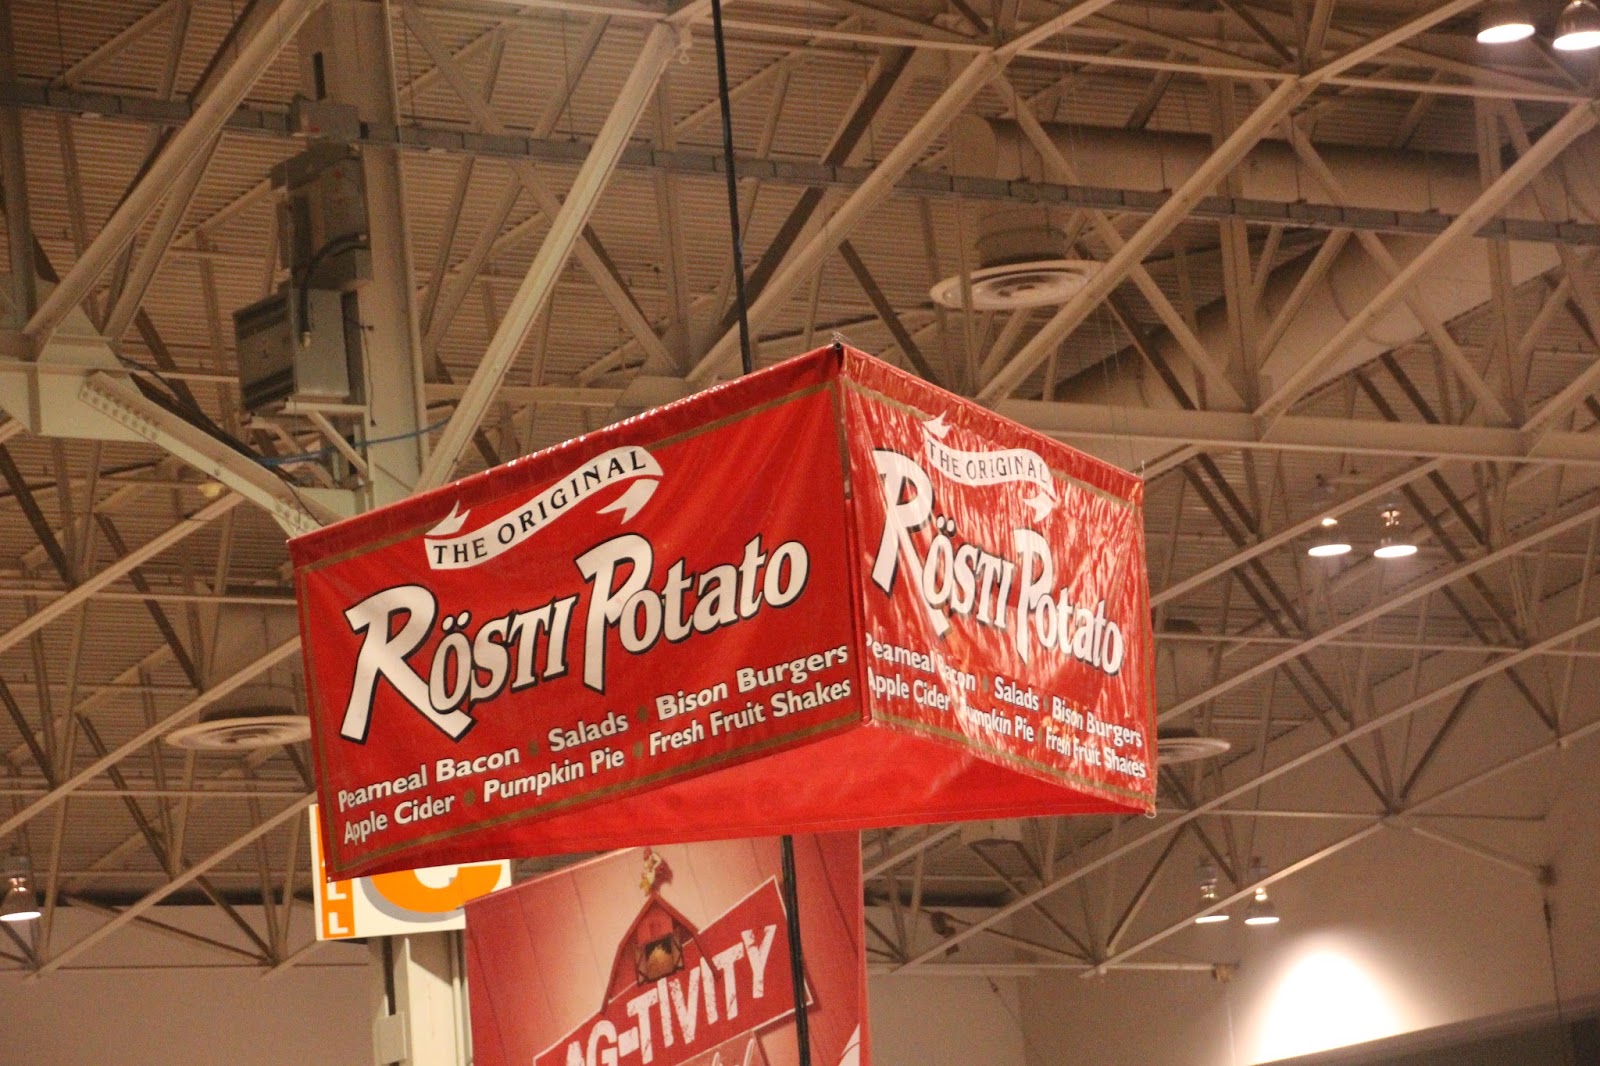 THE ORIGINAL
RÖSTI Potato
Peameal Bacon Salads Bison Burgers
Apple Cider Pumpkin Pie Fresh Fruit Shakes
THE ORIGINAL
RÖSTI Potato
Peameal Bacon Salads Bison Burgers
Apple Cider Pumpkin Pie Fresh Fruit Shakes
LL
AG-TIVITY